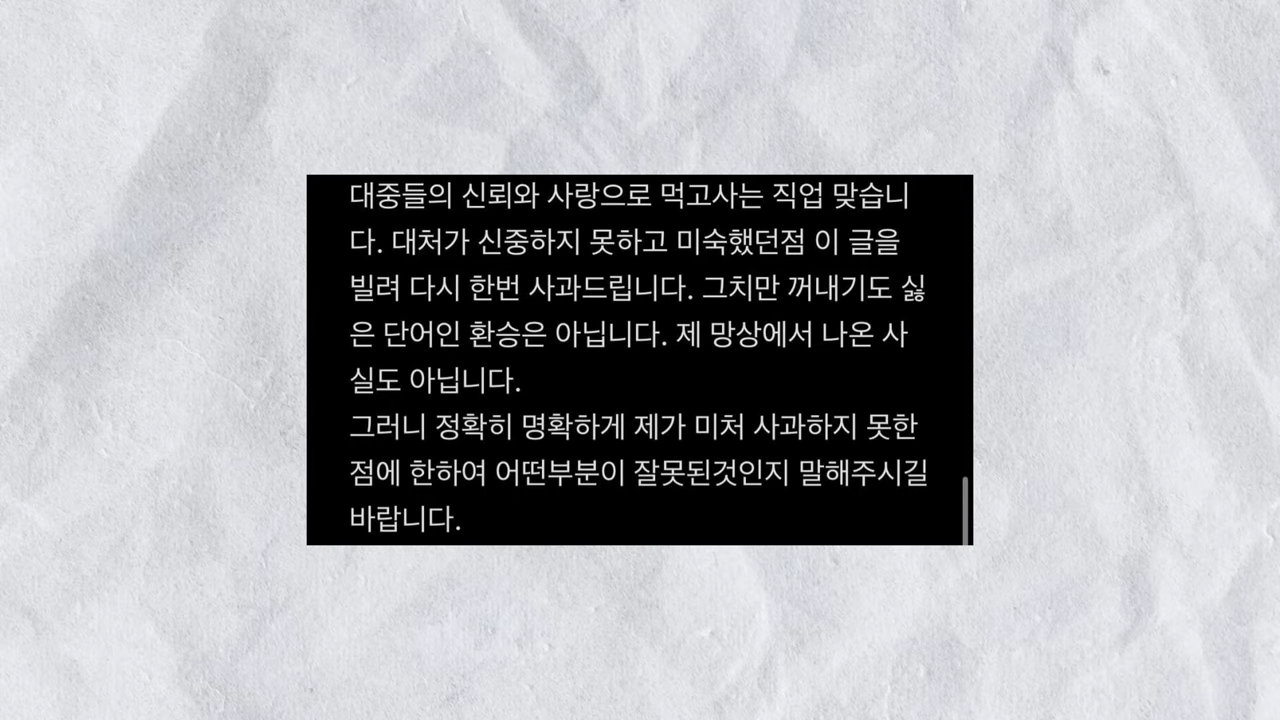 대중들의 신뢰와 사랑으로 먹고사는 직업 맞습니
다. 대처가 신중하지 못하고 미숙했던점 이 글을
빌려 다시 한번 사과드립니다. 그치만 꺼내기도 싫
은 단어인 환승은 아닙니다. 제 망상에서 나온 사
실도 아닙니다.
그러니 정확히 명확하게 제가 미처 사과하지 못한
점에 한하여 어떤부분이 잘못된것인지 말해주시길
바랍니다.